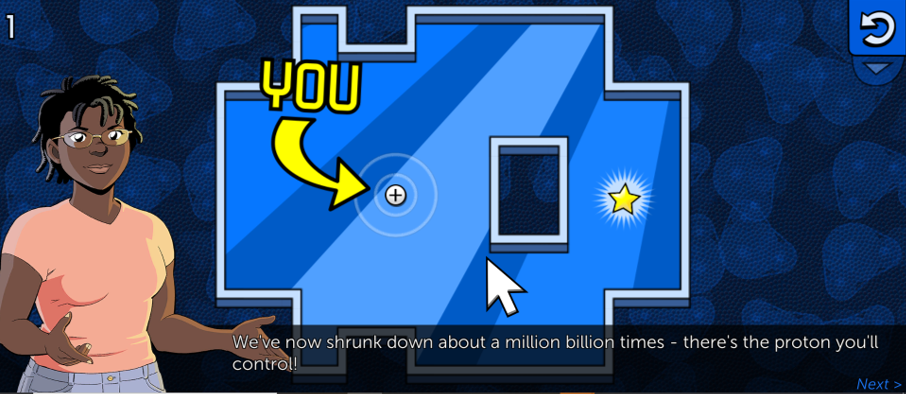 1
YOU
We've now shrunk down about a million billion times - there's the proton you'll
control!
Next >